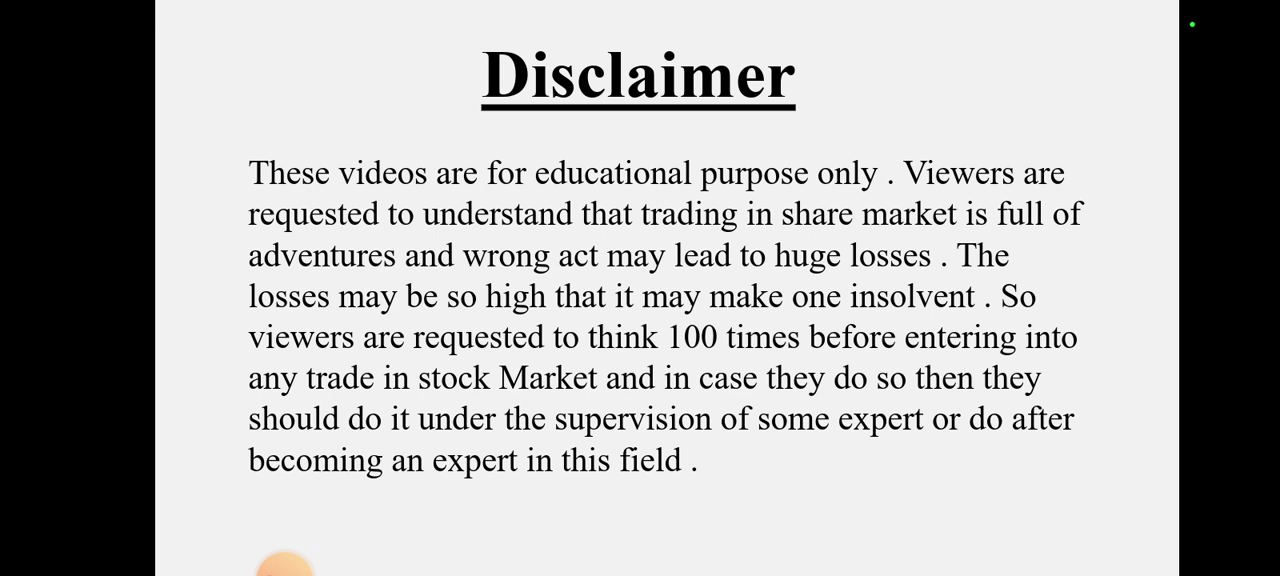 Disclaimer
These videos are for educational purpose only . Viewers are
requested to understand that trading in share market is full of
adventures and wrong act may lead to huge losses . The
losses may be so high that it may make one insolvent . So
viewers are requested to think 100 times before entering into
any trade in stock Market and in case they do so then they
should do it under the supervision of some expert or do after
becoming an expert in this field .